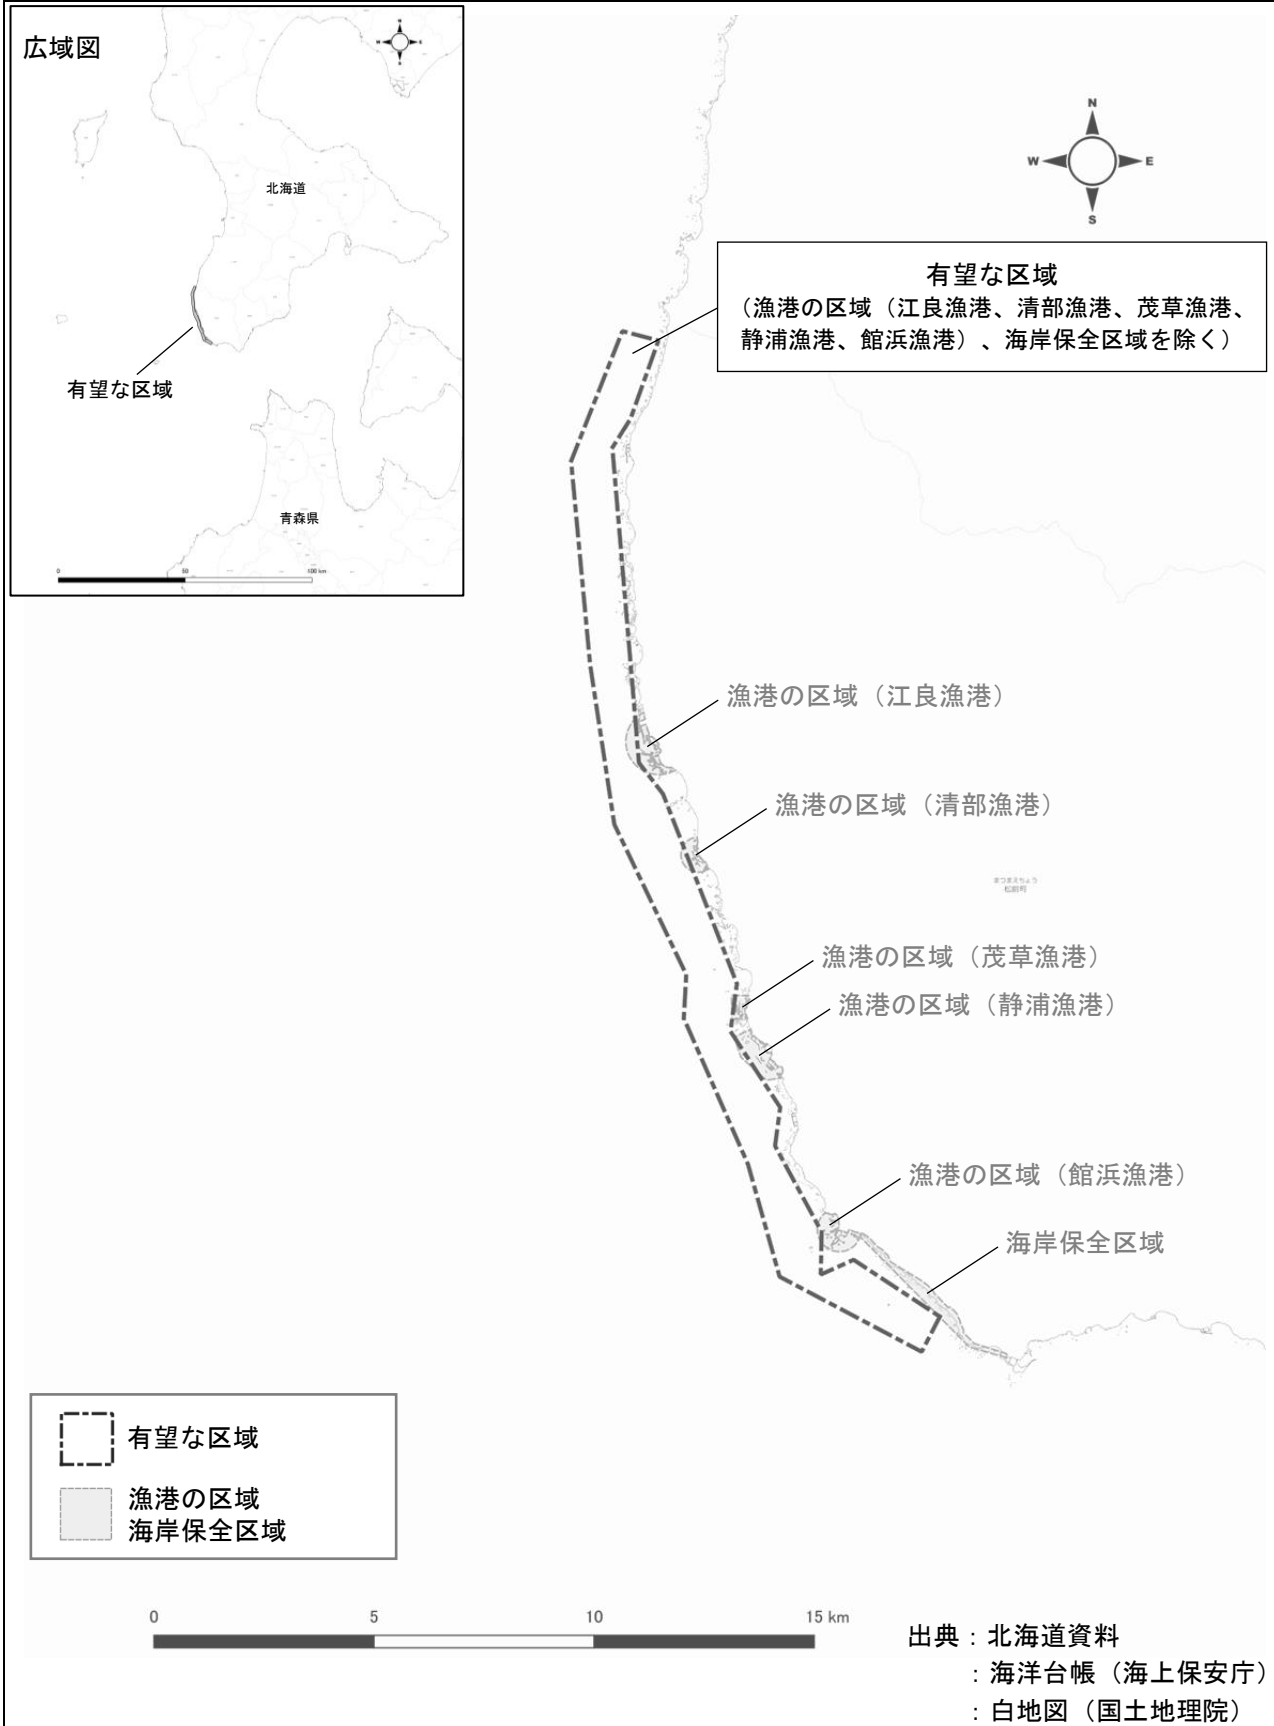 広域図
N
W
E
S
北海道
有望な区域
青森県
0
50
100 km
N
W
E
S
有望な区域
（漁港の区域（江良漁港、清部漁港、茂草漁港、
静浦漁港、館浜漁港）、海岸保全区域を除く）
漁港の区域（江良漁港）
漁港の区域（清部漁港）
まつまえちょう
松前町
漁港の区域（茂草漁港）
漁港の区域（静浦漁港）
漁港の区域（館浜漁港）
海岸保全区域
有望な区域
漁港の区域
海岸保全区域
0
5
10
15 km
出典：北海道資料
：海洋台帳（海上保安庁）
：白地図（国土地理院）